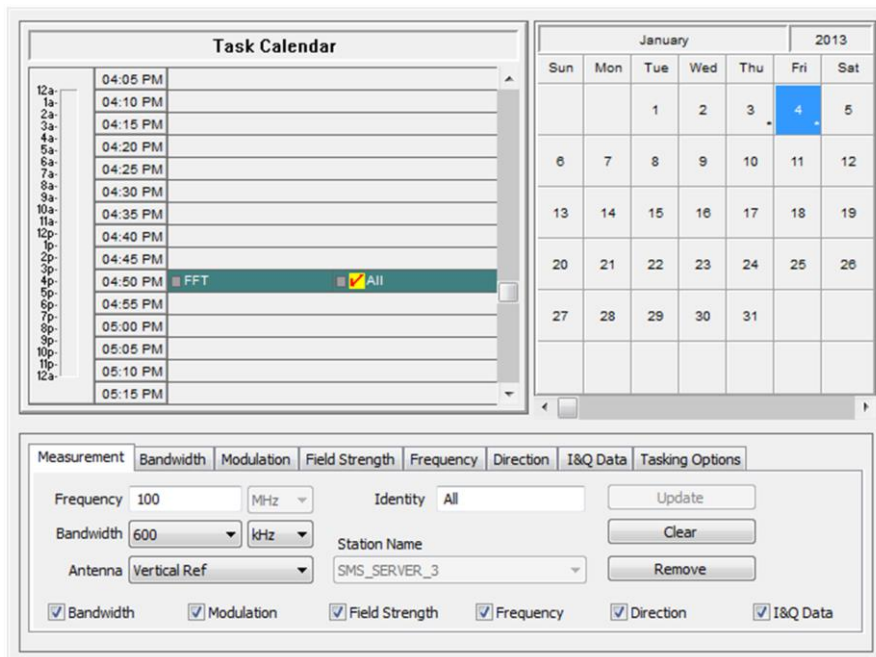 Task Calendar
12a-
1a-
2a-
3a-
4a-
5a-
6a-
7a-
8a-
9a-
10a-
11a-
12p-
1p-
2p-
3p-
4p-
5p-
6p-
7p-
8p-
9p-
10p-
11p-
12a-
04:05 PM
04:10 PM
04:15 PM
04:20 PM
04:25 PM
04:30 PM
04:35 PM
04:40 PM
04:45 PM
04:50 PM FFT All
04:55 PM
05:00 PM
05:05 PM
05:10 PM
05:15 PM
January 2013
Sun Mon Tue Wed Thu Fri Sat
1 2 3 4 5
6 7 8 9 10 11 12
13 14 15 16 17 18 19
20 21 22 23 24 25 26
27 28 29 30 31
Measurement Bandwidth Modulation Field Strength Frequency Direction I&Q Data Tasking Options
Frequency 100 MHz Identity All Update
Bandwidth 600 kHz Station Name Clear
Antenna Vertical Ref SMS_SERVER_3 Remove
Bandwidth Modulation Field Strength Frequency Direction I&Q Data